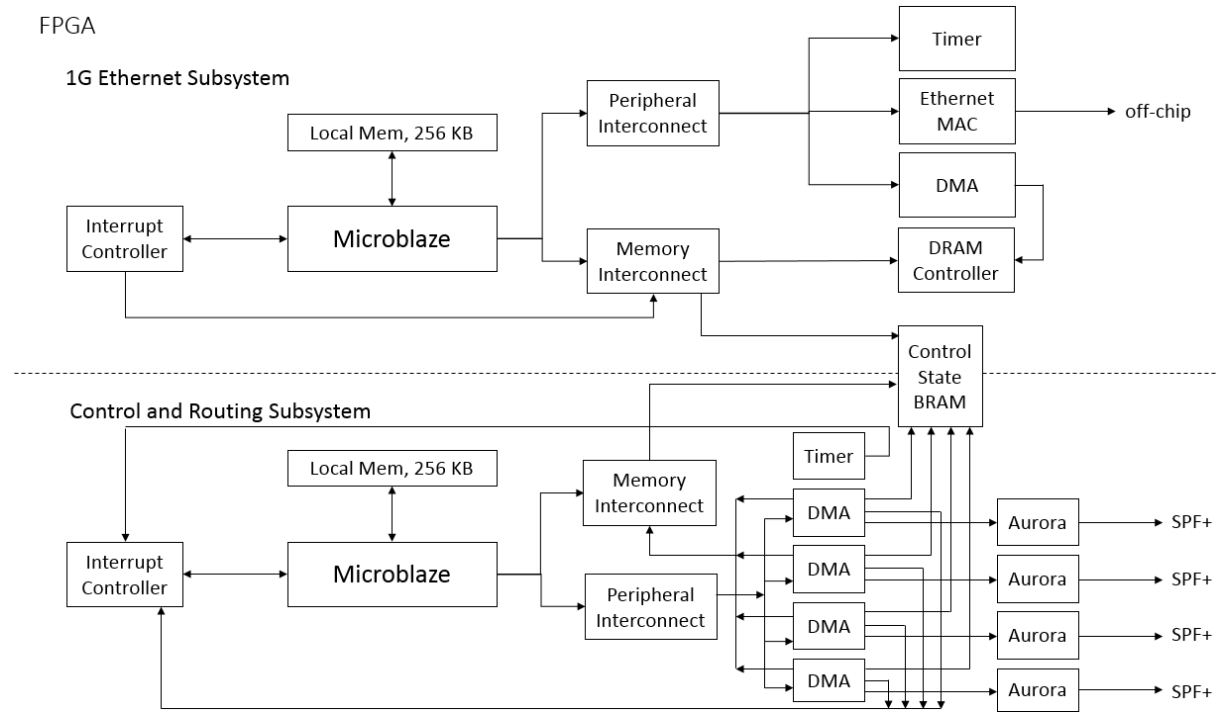 FPGA
1G Ethernet Subsystem
Timer
Peripheral
Interconnect
Ethernet
MAC
off-chip
Local Mem, 256 KB
DMA
Interrupt
Controller
Microblaze
Memory
Interconnect
DRAM
Controller
Control
State
BRAM
Control and Routing Subsystem
Timer
Local Mem, 256 KB
Memory
Interconnect
DMA
Aurora
SPF+
Interrupt
Controller
Microblaze
DMA
Aurora
SPF+
Peripheral
Interconnect
DMA
Aurora
SPF+
DMA
Aurora
SPF+